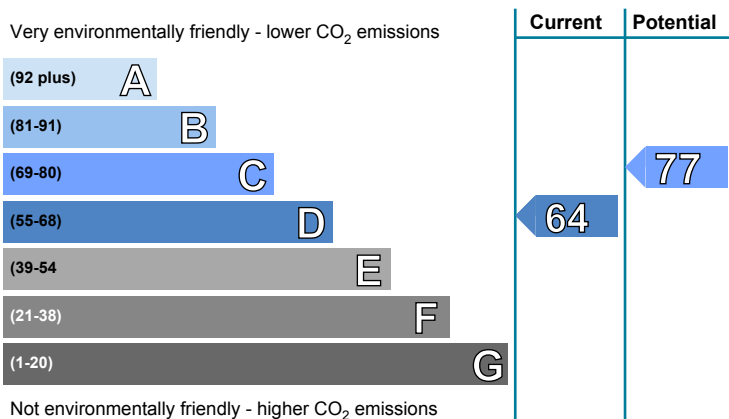 Current Potential
Very environmentally friendly - lower CO2 emissions
(92 plus) A
(81-91) B
(69-80) C
77
(55-68) D
64
(39-54 E
(21-38) F
(1-20) G
Not environmentally friendly - higher CO2 emissions